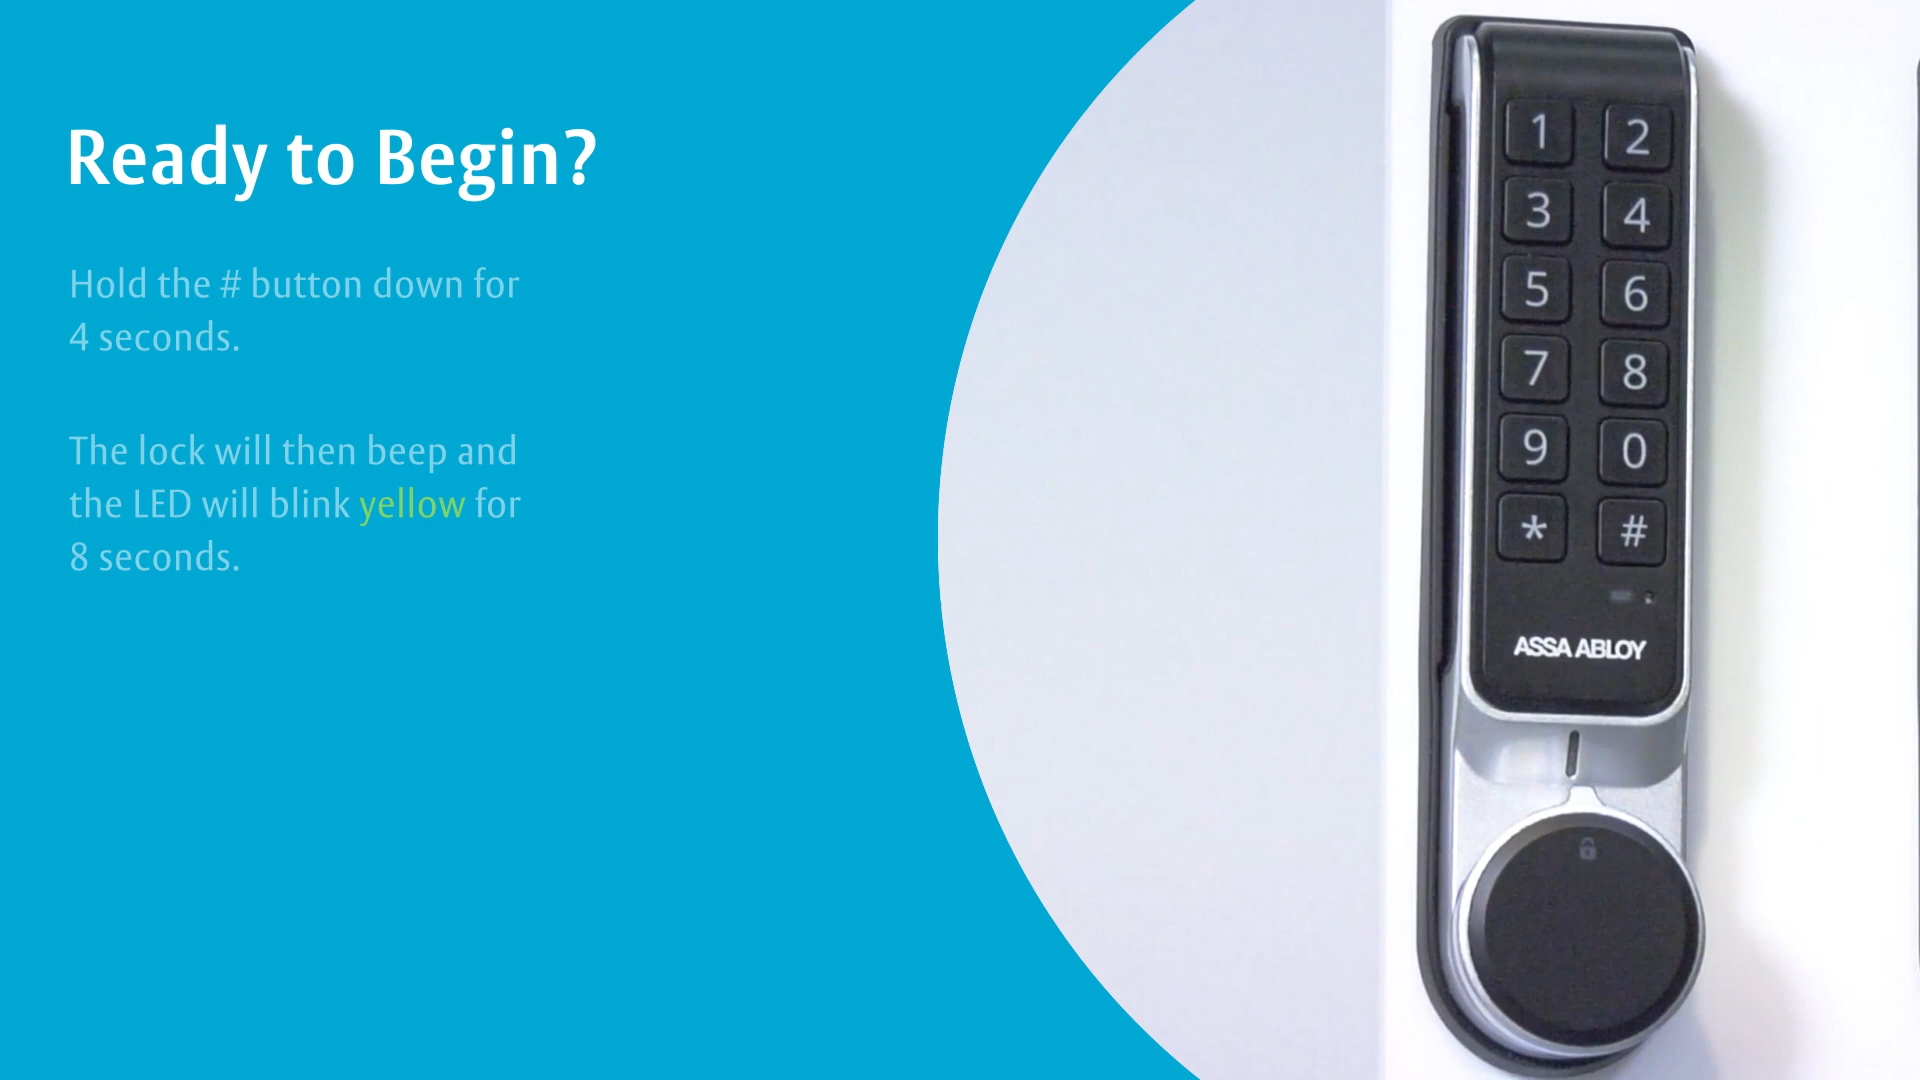 Ready to Begin?
Hold the # button down for
4 seconds.
The lock will then beep and
the LED will blink yellow for
8 seconds.
1 2
3 4
5 6
7 8
9 0
* #
ASSA ABLOY